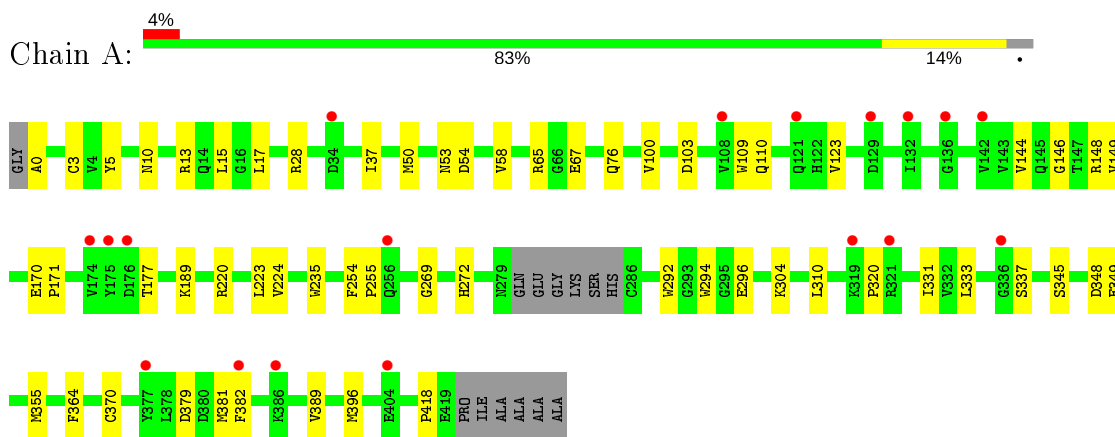 4%
Chain A:
83% 14% •
GLY A0 C3 V4 Y5 N10 R13 Q14 L15 G16 L17 R28 D34 I37 M50 N53 D54 V58 R65 G66 E67 Q76 V100 D103 V108 W109 Q110 Q121 H122 V123 D129 I132 G136 V142 V143 V144 Q145 G146 T147 R148 V149
E170 P171 V174 Y175 D176 T177 K189 R220 L223 V224 W235 F254 P255 Q256 G269 H272 N279 GLN GLU GLY LYS SER HIS C286 W292 G293 W294 G295 E296 K304 L310 K319 P320 R321 I331 V332 L333 G336 S337 S345 D348 E349
M355 F364 C370 Y377 L378 D379 D380 M381 F382 K386 V389 M396 E404 P418 E419 PRO ILE ALA ALA ALA ALA